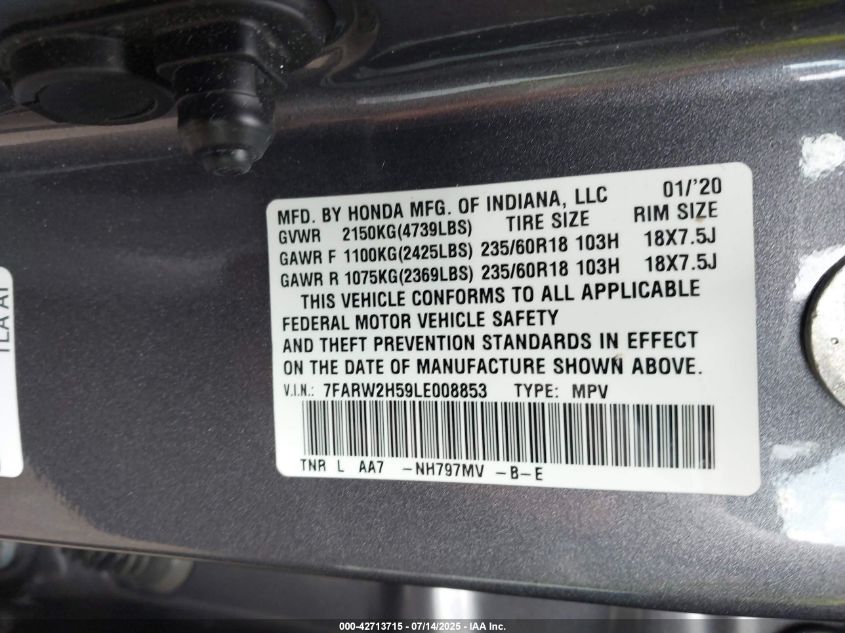 MFD. BY HONDA MFG. OF INDIANA, LLC 01/'20
GVWR 2150KG(4739LBS) TIRE SIZE RIM SIZE
GAWR F 1100KG(2425LBS) 235/60R18 103H 18X7.5J
GAWR R 1075KG(2369LBS) 235/60R18 103H 18X7.5J
THIS VEHICLE CONFORMS TO ALL APPLICABLE
FEDERAL MOTOR VEHICLE SAFETY
AND THEFT PREVENTION STANDARDS IN EFFECT
ON THE DATE OF MANUFACTURE SHOWN ABOVE.
V.I.N.: 7FARW2H59LE008853 TYPE: MPV
TNR L AA7 -NH797MV -B-E
TLA A1
000-42713715 - 07/14/2025 - IAA Inc.